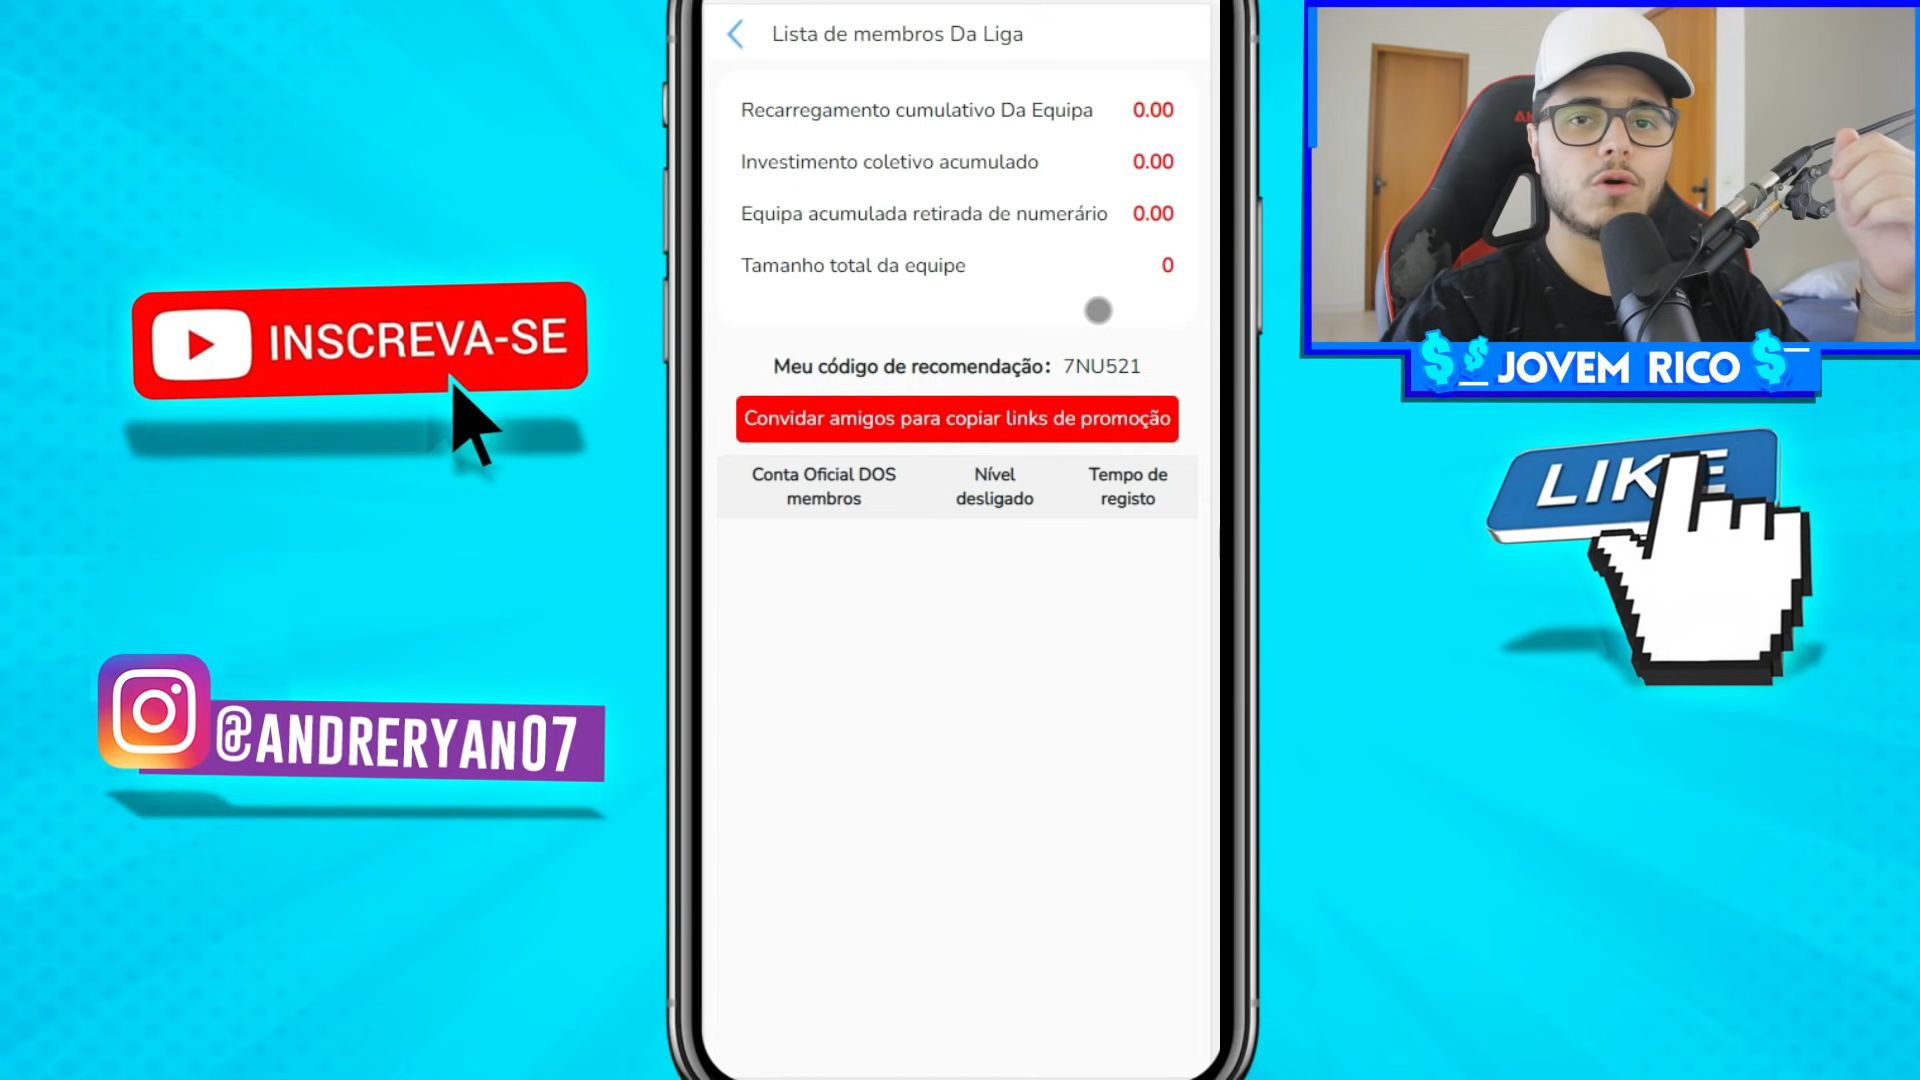 Lista de membros Da Liga
Recarregamento cumulativo Da Equipa 0.00
Investimento coletivo acumulado 0.00
Equipa acumulada retirada de numerário 0.00
Tamanho total da equipe 0
Meu código de recomendação: 7NU521
Convidar amigos para copiar links de promoção
Conta Oficial DOS membros
Nível desligado
Tempo de registo
INSCREVA-SE
@ANDRERYAN07
$ $ JOVEM RICO $
LIKE